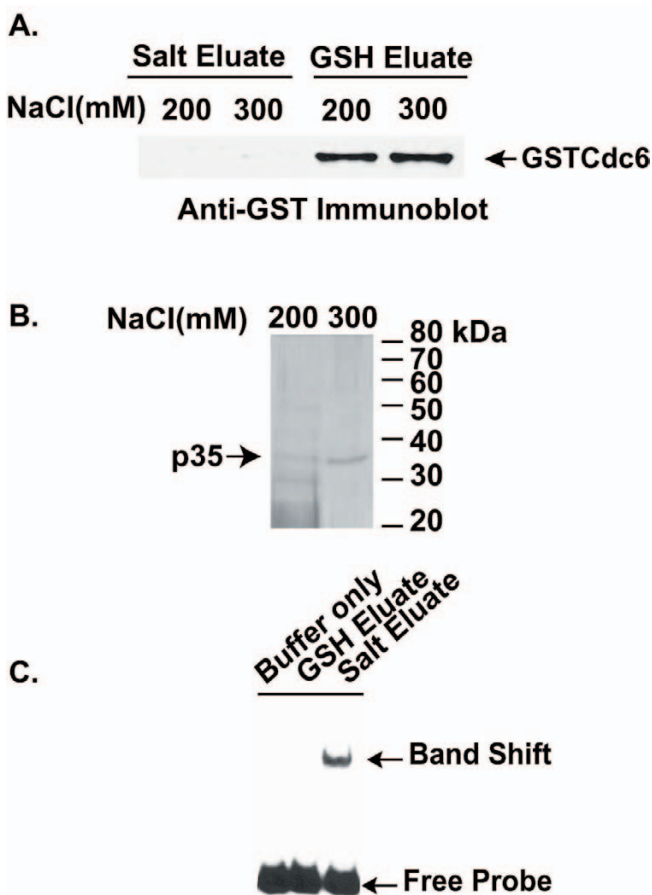 A.
Salt Eluate GSH Eluate
NaCl(mM) 200 300 200 300
GSTCdc6
Anti-GST Immunoblot
B.
NaCl(mM) 200 300
80 kDa
70
60
50
40
p35
30
20
C.
Buffer only
GSH Eluate
Salt Eluate
Band Shift
Free Probe